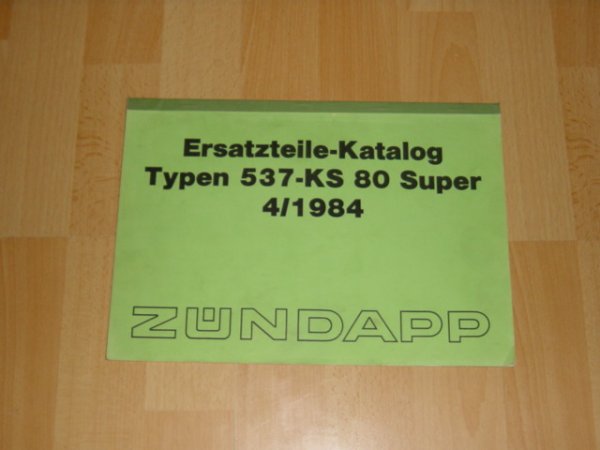 Ersatzteile-Katalog
Typen 537-KS 80 Super
4/1984
ZÜNDAPP